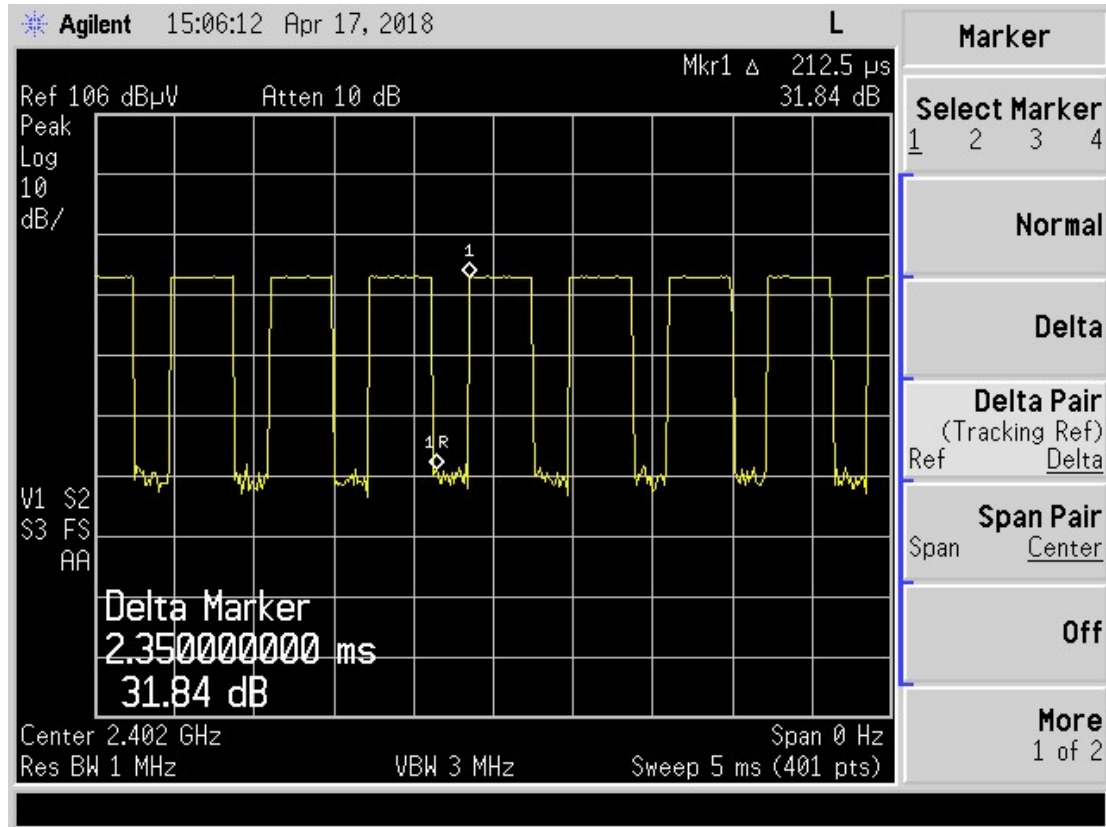 Agilent 15:06:12 Apr 17, 2018 L
Mkr1 Δ 212.5 µs
Ref 106 dBµV Atten 10 dB 31.84 dB
Peak
Log
10
dB/
1
1R
V1 S2
S3 FS
AA
Delta Marker
2.350000000 ms
31.84 dB
Center 2.402 GHz Span 0 Hz
Res BW 1 MHz VBW 3 MHz Sweep 5 ms (401 pts)
Marker
Select Marker
1 2 3 4
Normal
Delta
Delta Pair
(Tracking Ref)
Ref Delta
Span Pair
Span Center
Off
More
1 of 2